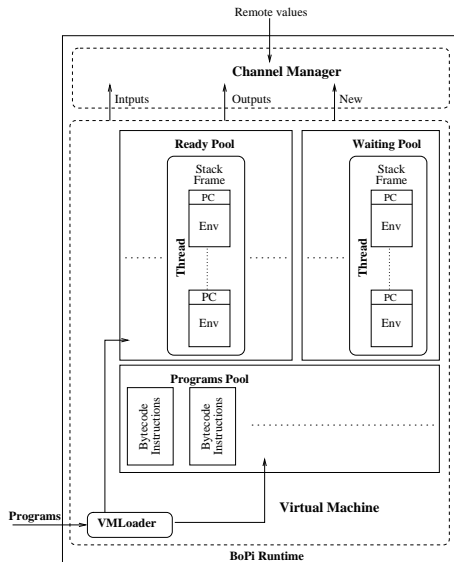 Remote values
Channel Manager
Intputs
Outputs
New
Ready Pool
Waiting Pool
Stack
Frame
PC
Env
Thread
PC
Env
Stack
Frame
PC
Env
Thread
PC
Env
Programs Pool
Bytecode
Instructions
Bytecode
Instructions
Virtual Machine
Programs
VMLoader
BoPi Runtime